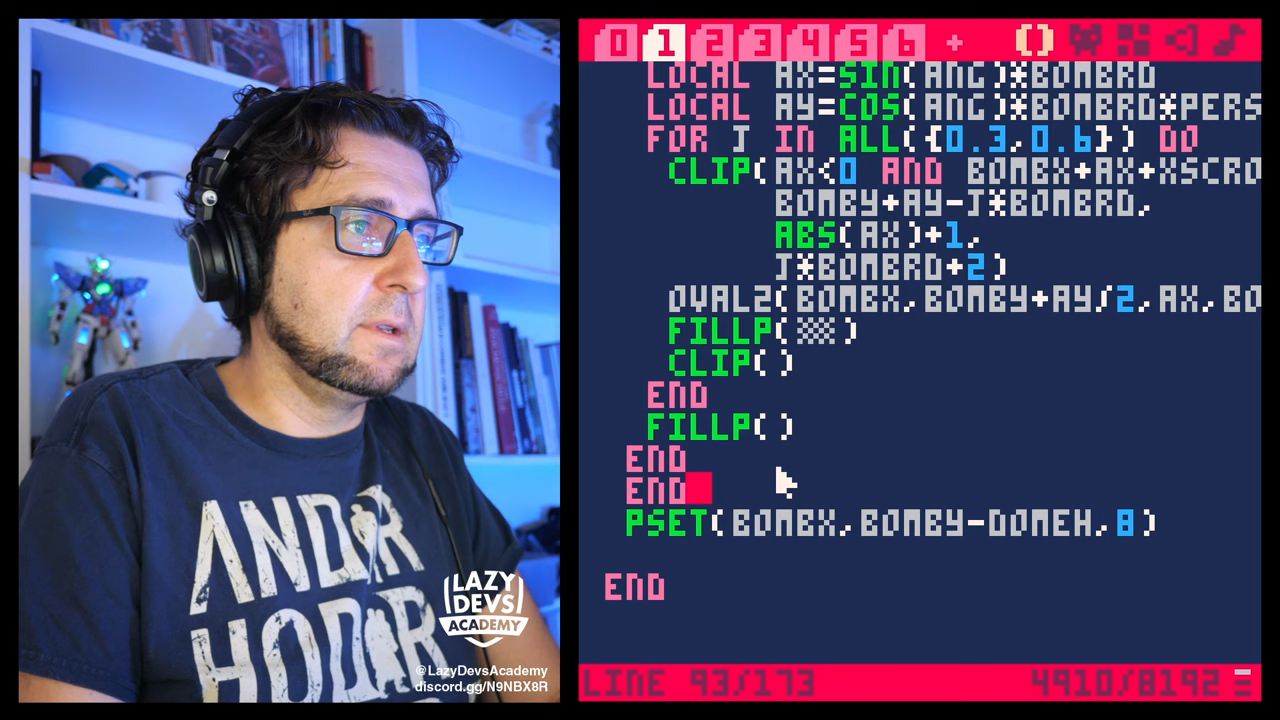 0 1 2 3 4 5 6 + ()
LOCAL AX=SIN(ANG)*BOMBRD
LOCAL AY=COS(ANG)*BOMBRD*PERS
FOR J IN ALL({0.3,0.6}) DO
CLIP(AX<0 AND BOMBX+AX+XSCRO
BOMBY+AY-J*BOMBRD,
ABS(AX)+1,
J*BOMBRD+2)
OVAL2(BOMBX,BOMBY+AY/2,AX,BO
FILLP(▒)
CLIP()
END
FILLP()
END
END
PSET(BOMBX,BOMBY-DOMEH,8)
END
LINE 93/173 4910/8192
ANDOR
HODOR
LAZY
DEVS
ACADEMY
@LazyDevsAcademy
discord.gg/N9NBX8R